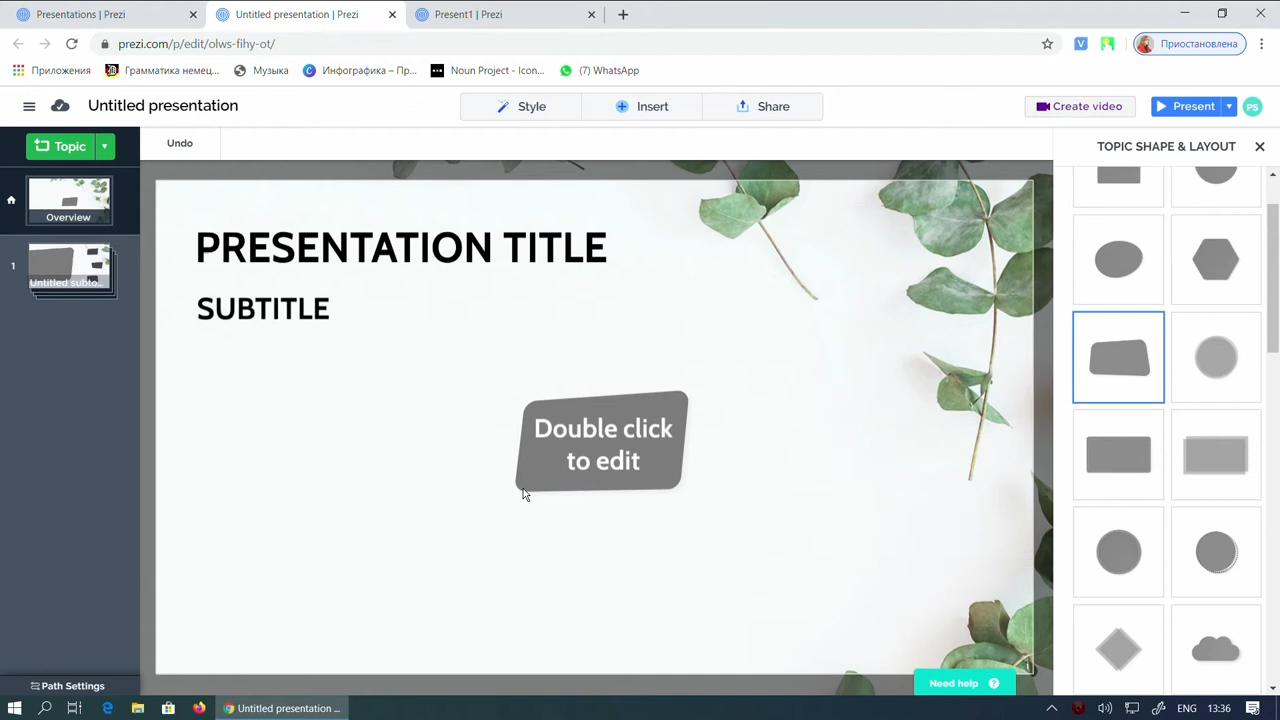 Presentations | Prezi
Untitled presentation | Prezi
Present1 | Prezi
prezi.com/p/edit/olws-fihy-ot/
Приостановлена
Приложения
Грамматика немец...
Музыка
Инфографика – Пр...
Noun Project - Icon...
(7) WhatsApp
Untitled presentation
Style
Insert
Share
Create video
Present
PS
Topic
Undo
TOPIC SHAPE & LAYOUT
Overview
1
Untitled subto...
PRESENTATION TITLE
SUBTITLE
Double click
to edit
Path Settings
Need help
Untitled presentation ...
ENG
13:36